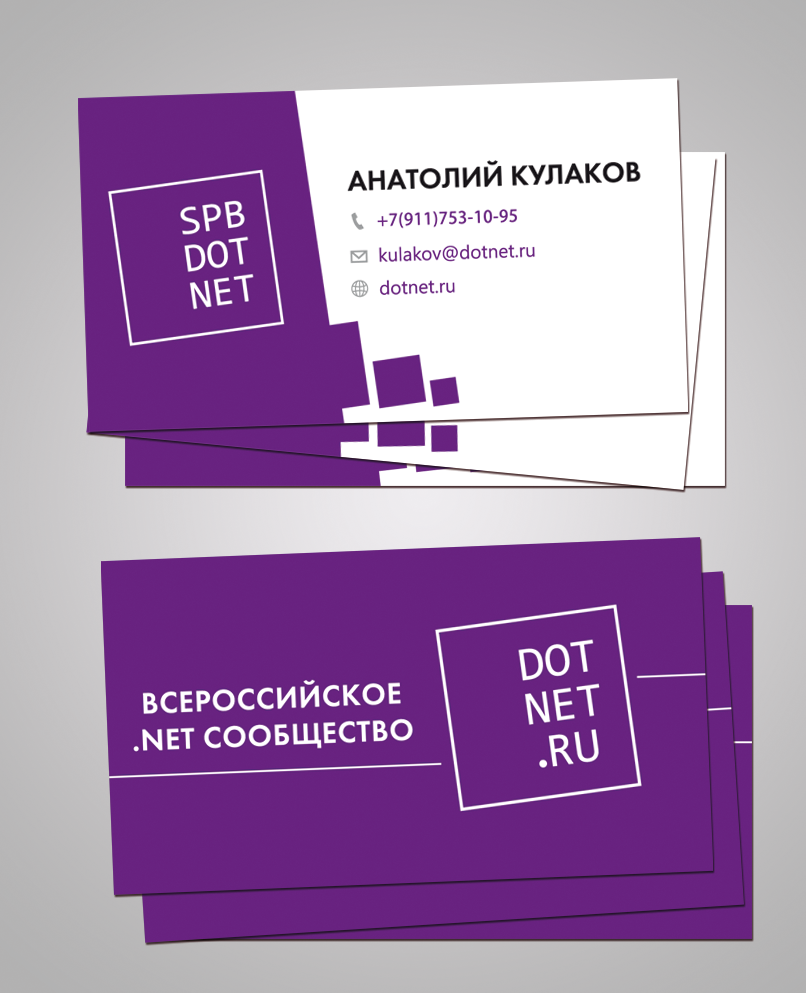 SPB
DOT
NET
АНАТОЛИЙ КУЛАКОВ
+7(911)753-10-95
kulakov@dotnet.ru
dotnet.ru
ВСЕРОССИЙСКОЕ
.NET СООБЩЕСТВО
DOT
NET
.RU